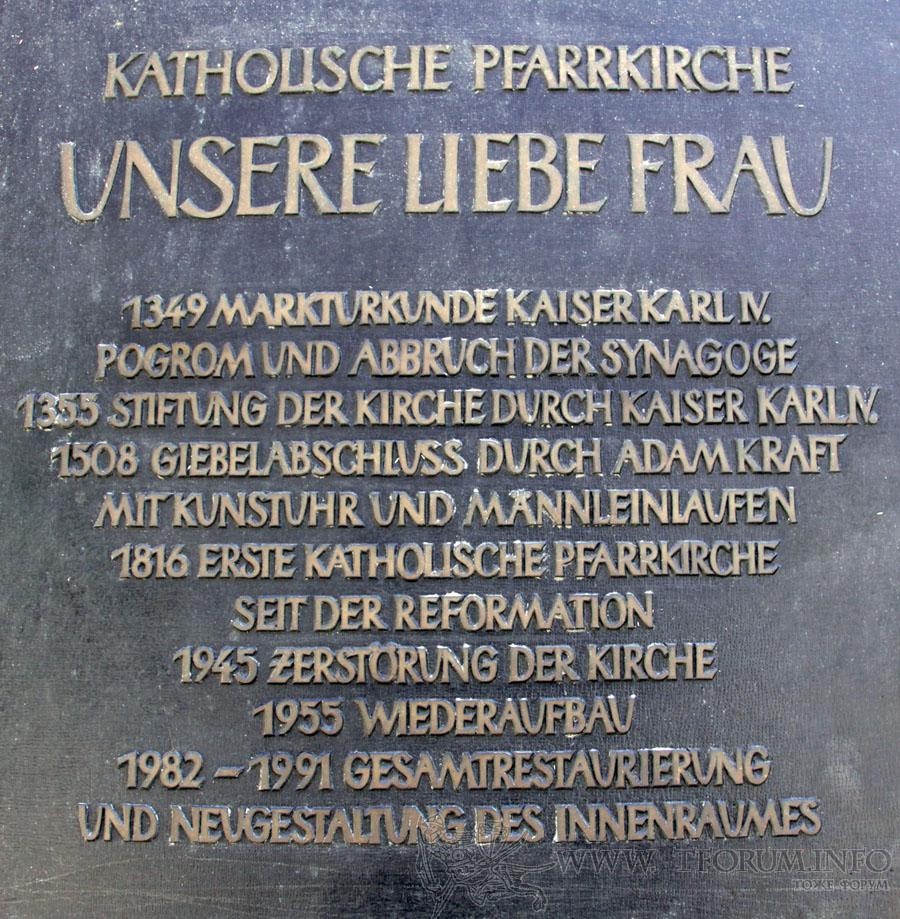 KATHOLISCHE PFARRKIRCHE
UNSERE LIEBE FRAU
1349 MARKTURKUNDE KAISER KARL IV.
POGROM UND ABBRUCH DER SYNAGOGE
1355 STIFTUNG DER KIRCHE DURCH KAISER KARL IV.
1508 GIEBELABSCHLUSS DURCH ADAM KRAFT
MIT KUNSTUHR UND MÄNNLEINLAUFEN
1816 ERSTE KATHOLISCHE PFARRKIRCHE
SEIT DER REFORMATION
1945 ZERSTÖRUNG DER KIRCHE
1955 WIEDERAUFBAU
1982 – 1991 GESAMTRESTAURIERUNG
UND NEUGESTALTUNG DES INNENRAUMES
WWW. TFORUM.INFO
ТОЖЕ ФОРУМ